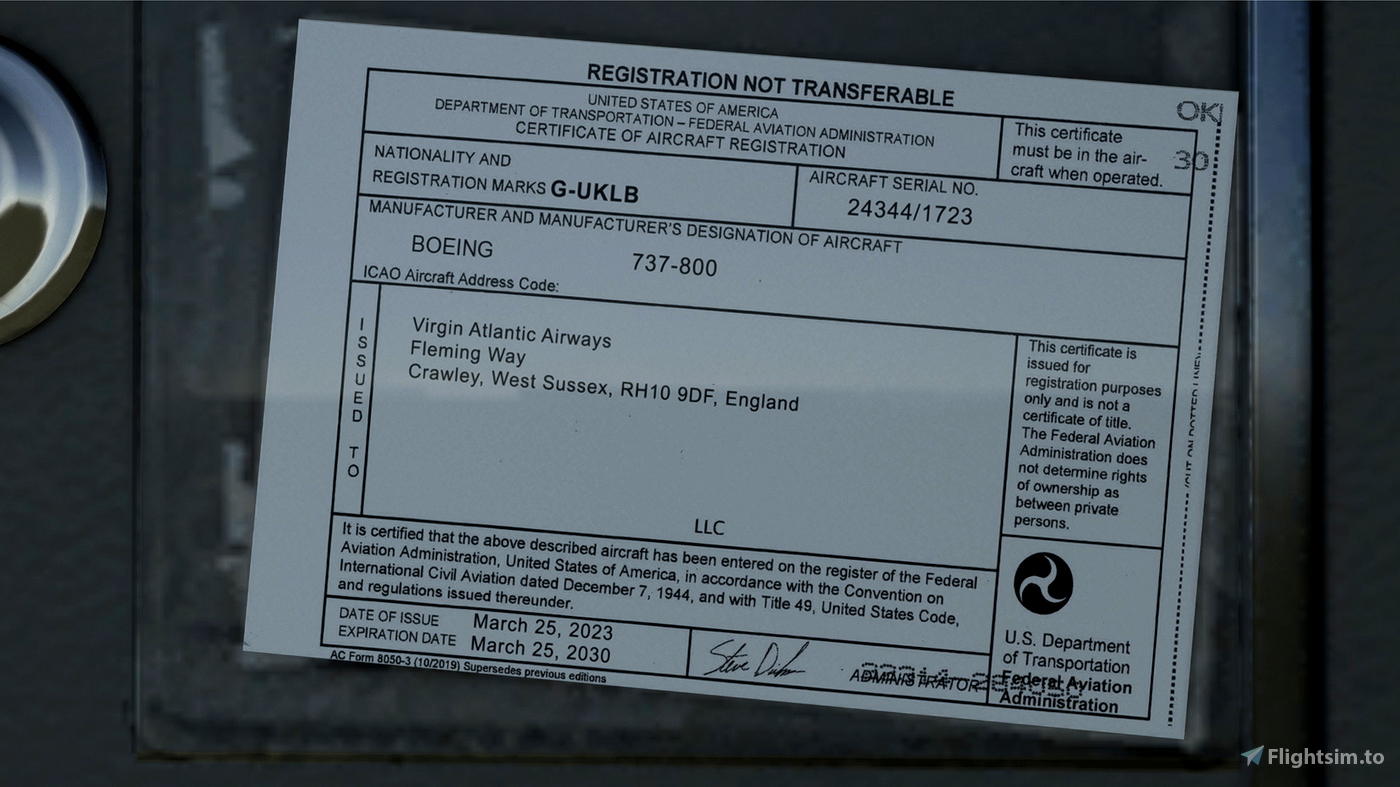 REGISTRATION NOT TRANSFERABLE
UNITED STATES OF AMERICA
DEPARTMENT OF TRANSPORTATION – FEDERAL AVIATION ADMINISTRATION
CERTIFICATE OF AIRCRAFT REGISTRATION
This certificate
must be in the air-
craft when operated.
OK
30
NATIONALITY AND
REGISTRATION MARKS G-UKLB
AIRCRAFT SERIAL NO.
24344/1723
MANUFACTURER AND MANUFACTURER'S DESIGNATION OF AIRCRAFT
BOEING 737-800
ICAO Aircraft Address Code:
ISSUED TO
Virgin Atlantic Airways
Fleming Way
Crawley, West Sussex, RH10 9DF, England
LLC
This certificate is
issued for
registration purposes
only and is not a
certificate of title.
The Federal Aviation
Administration does
not determine rights
of ownership as
between private
persons.
(CUT ON DOTTED LINE)
It is certified that the above described aircraft has been entered on the register of the Federal
Aviation Administration, United States of America, in accordance with the Convention on
International Civil Aviation dated December 7, 1944, and with Title 49, United States Code,
and regulations issued thereunder.
DATE OF ISSUE March 25, 2023
EXPIRATION DATE March 25, 2030
ADMINISTRATOR
U.S. Department
of Transportation
Federal Aviation
Administration
AC Form 8050-3 (10/2019) Supersedes previous editions
Flightsim.to